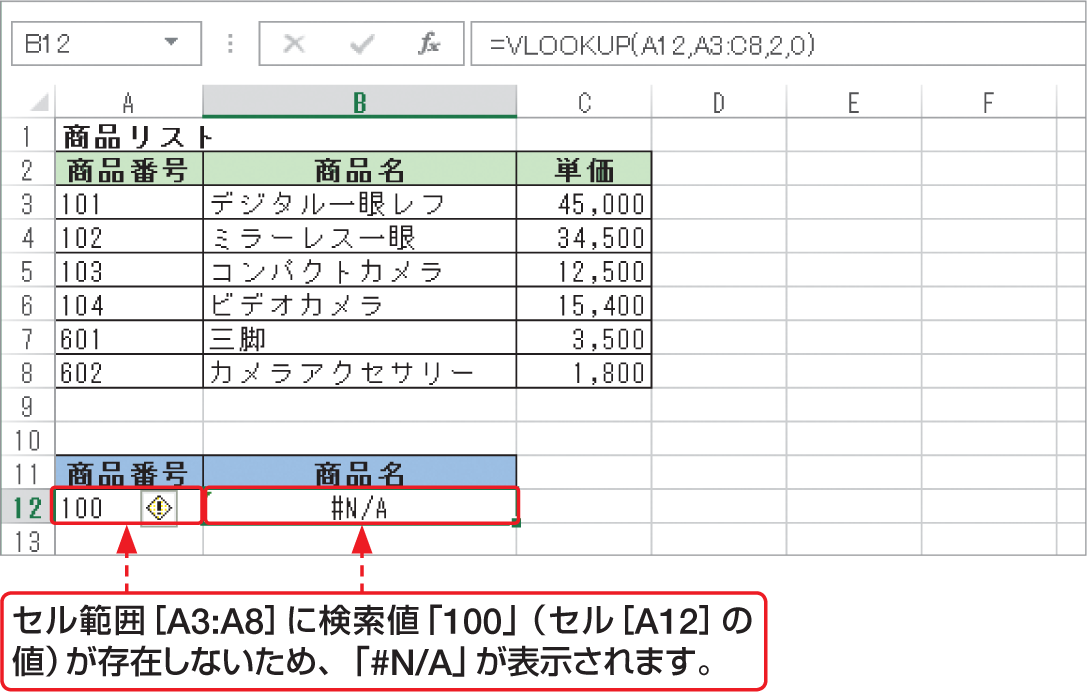 B12 fx =VLOOKUP(A12,A3:C8,2,0)
A B C D E F
1 商品リスト
2 商品番号 商品名 単価
3 101 デジタル一眼レフ 45,000
4 102 ミラーレス一眼 34,500
5 103 コンパクトカメラ 12,500
6 104 ビデオカメラ 15,400
7 601 三脚 3,500
8 602 カメラアクセサリー 1,800
9
10
11 商品番号 商品名
12 100 #N/A
13
セル範囲[A3:A8]に検索値「100」(セル[A12]の
値)が存在しないため、「#N/A」が表示されます。